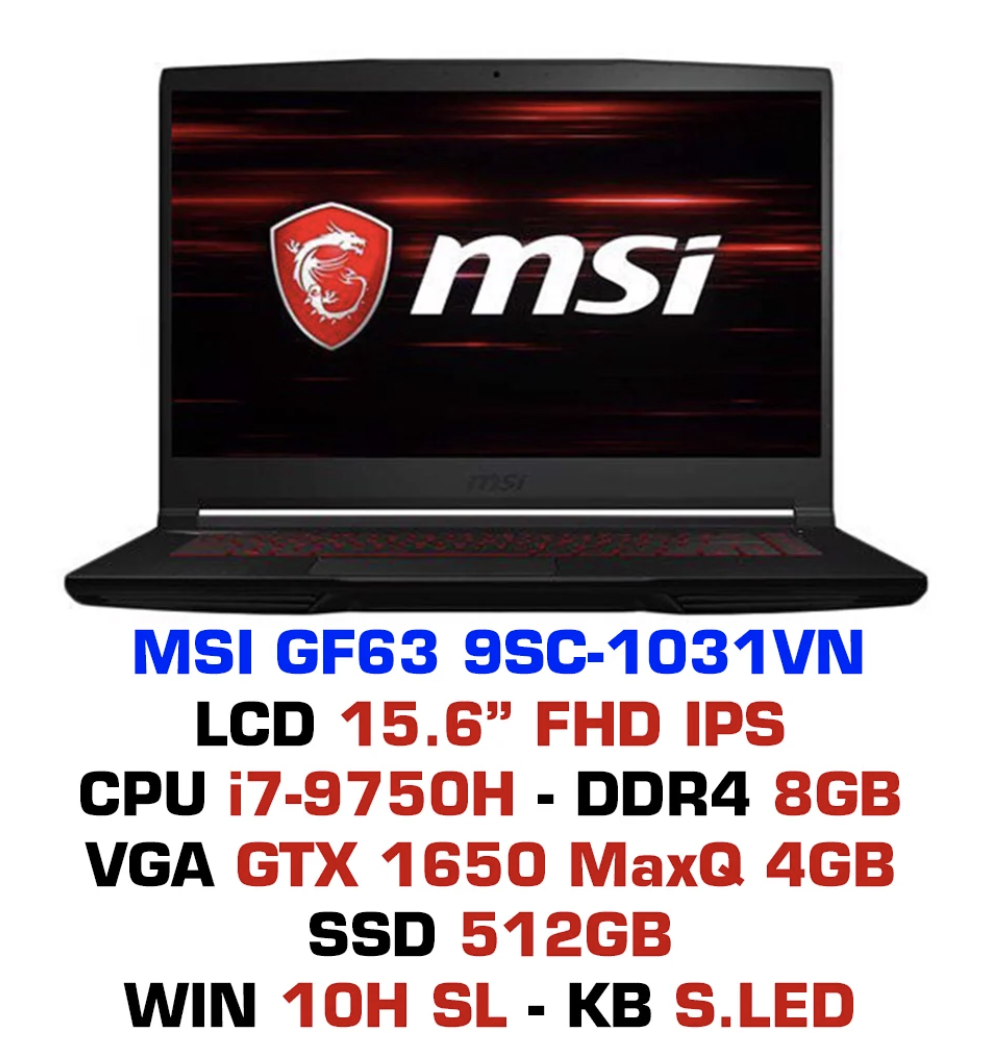 msi
msi
MSI GF63 9SC-1031VN
LCD 15.6” FHD IPS
CPU i7-9750H - DDR4 8GB
VGA GTX 1650 MaxQ 4GB
SSD 512GB
WIN 10H SL - KB S.LED